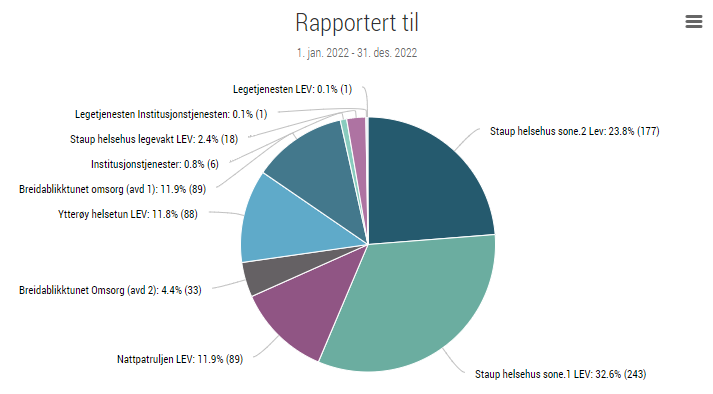 Rapportert til
1. jan. 2022 - 31. des. 2022
Legetjenesten LEV: 0.1% (1)
Legetjenesten Institusjonstjenesten: 0.1% (1)
Staup helsehus legevakt LEV: 2.4% (18)
Institusjonstjenester: 0.8% (6)
Breidablikktunet omsorg (avd 1): 11.9% (89)
Ytterøy helsetun LEV: 11.8% (88)
Breidablikktunet Omsorg (avd 2): 4.4% (33)
Nattpatruljen LEV: 11.9% (89)
Staup helsehus sone.2 Lev: 23.8% (177)
Staup helsehus sone.1 LEV: 32.6% (243)